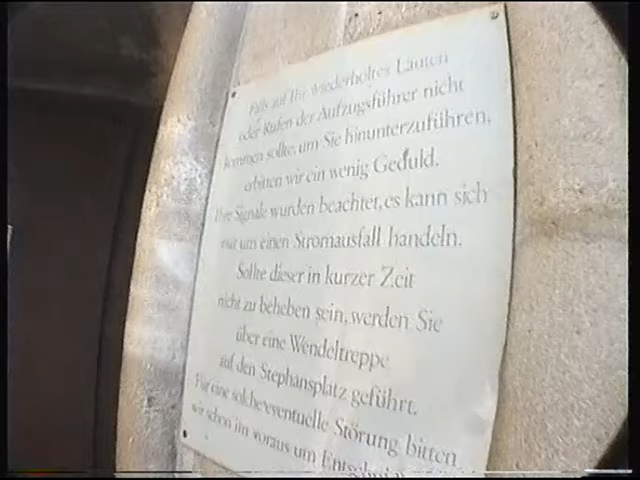 Falls auf Ihr wiederholtes Läuten
oder Rufen der Aufzugsführer nicht
kommen sollte, um Sie hinunterzuführen,
erbitten wir ein wenig Geduld.
Ihre Signale wurden beachtet, es kann sich
nur um einen Stromausfall handeln.
Sollte dieser in kurzer Zeit
nicht zu beheben sein, werden Sie
über eine Wendeltreppe
auf den Stephansplatz geführt.
Für eine solche eventuelle Störung bitten
wir schon im voraus um